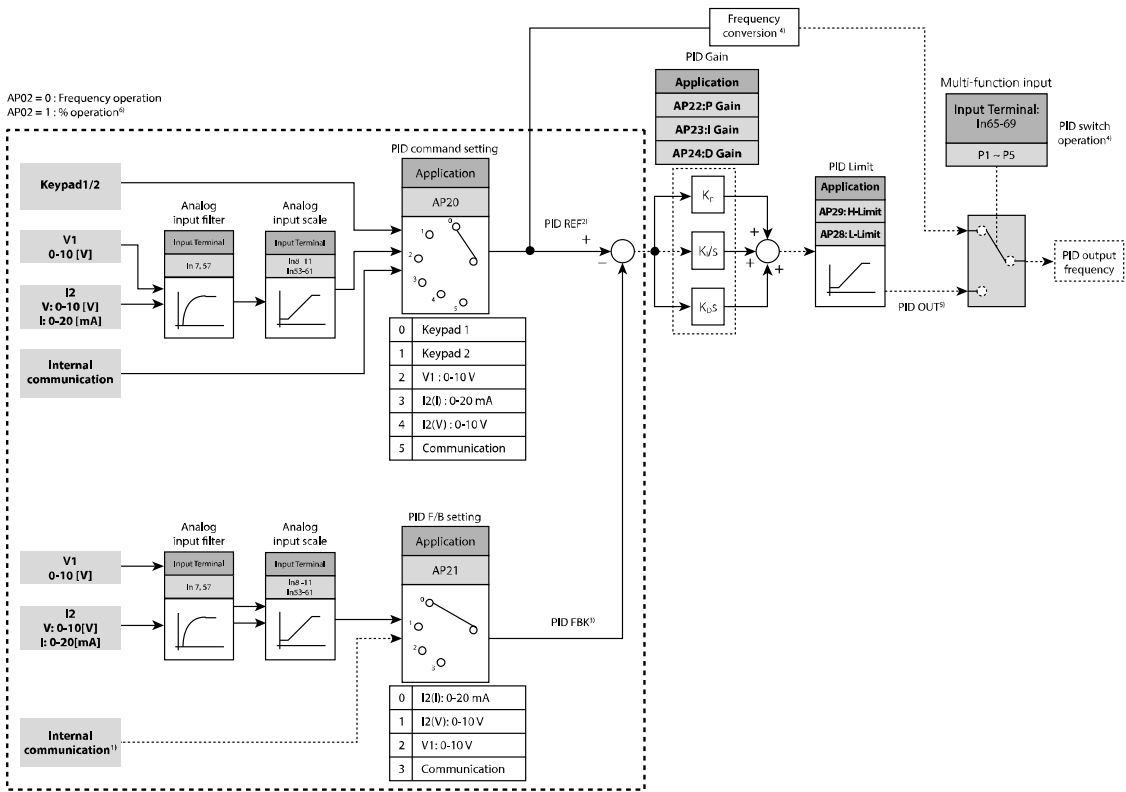 Frequency
conversion 4)
PID Gain
Application
AP22:P Gain
AP23:I Gain
AP24:D Gain
Multi-function input
Input Terminal:
In65-69
P1 ~ P5
PID switch
operation4)
AP02 = 0 : Frequency operation
AP02 = 1 : % operation6)
PID command setting
Application
AP20
0
1
2
3
4
5
Keypad1/2
Analog
input filter
Input Terminal
In 7, 57
Analog
input scale
Input Terminal
In8 -11
In53-61
V1
0-10 [V]
I2
V: 0-10 [V]
I: 0-20 [mA]
Internal
communication
PID REF2)
+
−
KP
KI/s
KDs
+
+
+
PID Limit
Application
AP29: H-Limit
AP28: L-Limit
PID OUT5)
PID output
frequency
0 Keypad 1
1 Keypad 2
2 V1 : 0-10 V
3 I2(I) : 0-20 mA
4 I2(V) : 0-10 V
5 Communication
PID F/B setting
Application
AP21
0
1
2
3
Analog
input filter
Input Terminal
In 7, 57
Analog
input scale
Input Terminal
In8 -11
In53-61
V1
0-10 [V]
I2
V: 0-10[V]
I: 0-20[mA]
PID FBK3)
Internal
communication1)
0 I2(I): 0-20 mA
1 I2(V): 0-10 V
2 V1: 0-10 V
3 Communication